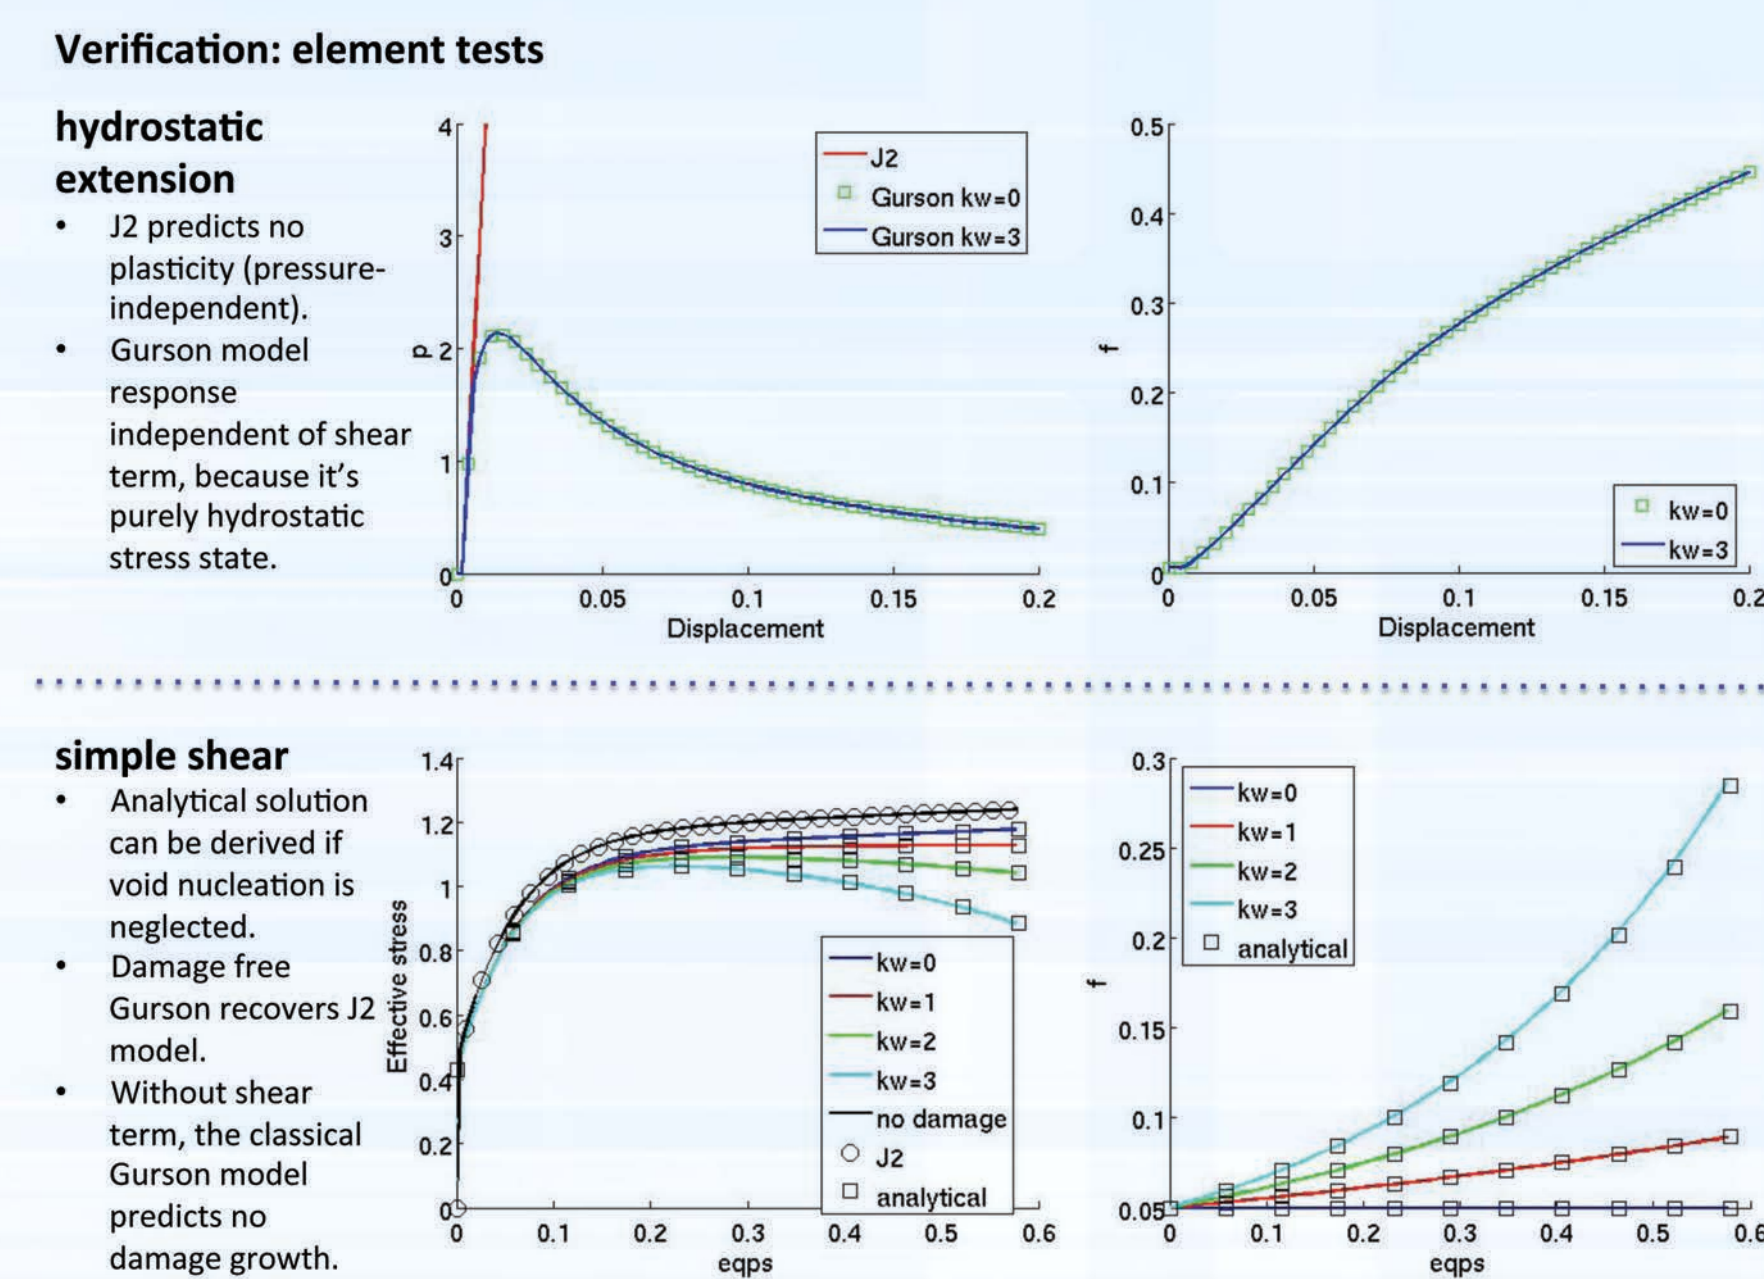 Verification: element tests
hydrostatic
extension
• J2 predicts no
plasticity (pressure-
independent).
• Gurson model
response
independent of shear
term, because it's
purely hydrostatic
stress state.
4
3
2
1
0
p
0 0.05 0.1 0.15 0.2
Displacement
J2
Gurson kw=0
Gurson kw=3
0.5
0.4
0.3
0.2
0.1
0
f
0 0.05 0.1 0.15 0.2
Displacement
kw=0
kw=3
simple shear
• Analytical solution
can be derived if
void nucleation is
neglected.
• Damage free
Gurson recovers J2
model.
• Without shear
term, the classical
Gurson model
predicts no
damage growth.
1.4
1.2
1
0.8
0.6
0.4
0.2
0
Effective stress
0 0.1 0.2 0.3 0.4 0.5 0.6
eqps
kw=0
kw=1
kw=2
kw=3
no damage
J2
analytical
0.3
0.25
0.2
0.15
0.1
0.05
f
0 0.1 0.2 0.3 0.4 0.5 0.6
eqps
kw=0
kw=1
kw=2
kw=3
analytical